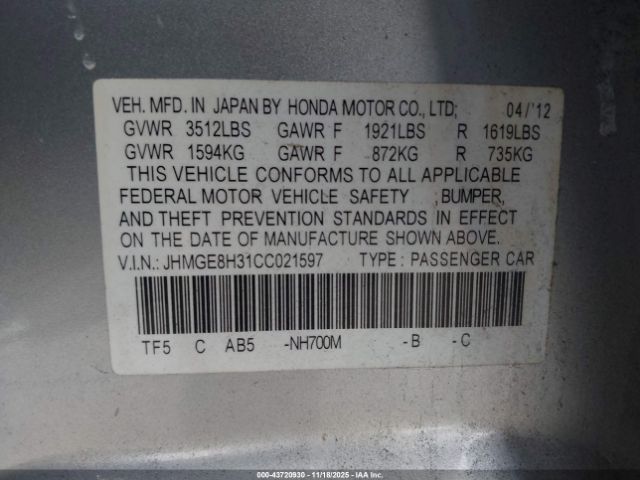 VEH. MFD. IN JAPAN BY HONDA MOTOR CO., LTD; 04/'12
GVWR 3512LBS GAWR F 1921LBS R 1619LBS
GVWR 1594KG GAWR F 872KG R 735KG
THIS VEHICLE CONFORMS TO ALL APPLICABLE
FEDERAL MOTOR VEHICLE SAFETY ,BUMPER,
AND THEFT PREVENTION STANDARDS IN EFFECT
ON THE DATE OF MANUFACTURE SHOWN ABOVE.
V.I.N.: JHMGE8H31CC021597 TYPE : PASSENGER CAR
TF5 C AB5 -NH700M -B -C
00-43720930 - 11/18/2025 - IAA Inc.